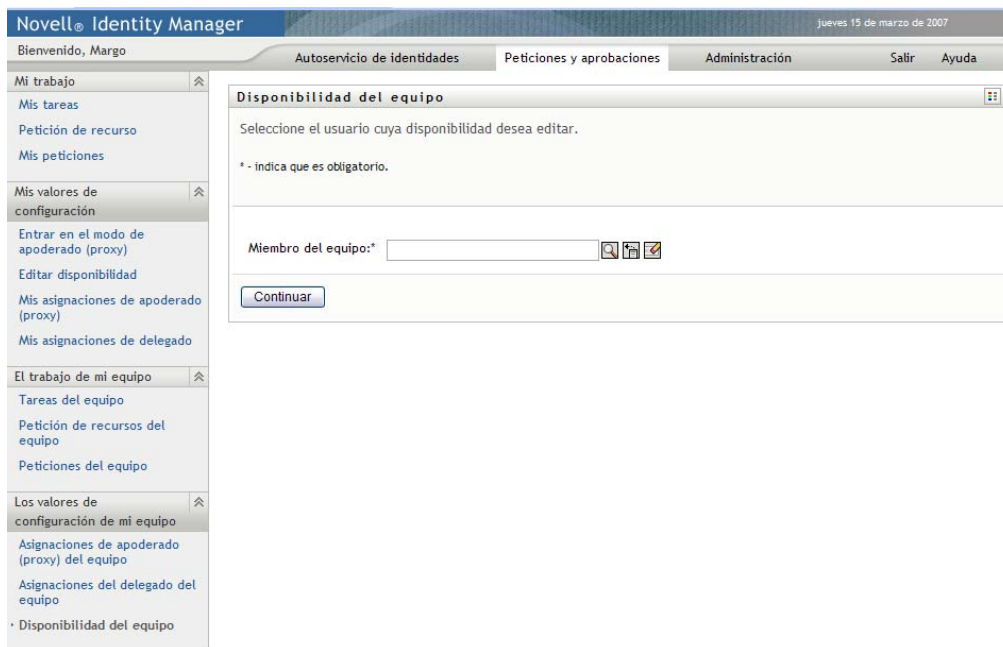 Novell® Identity Manager
jueves 15 de marzo de 2007
Bienvenido, Margo
Autoservicio de identidades
Peticiones y aprobaciones
Administración
Salir
Ayuda
Mi trabajo
Mis tareas
Petición de recurso
Mis peticiones
Mis valores de
configuración
Entrar en el modo de
apoderado (proxy)
Editar disponibilidad
Mis asignaciones de apoderado
(proxy)
Mis asignaciones de delegado
El trabajo de mi equipo
Tareas del equipo
Petición de recursos del
equipo
Peticiones del equipo
Los valores de
configuración de mi equipo
Asignaciones de apoderado
(proxy) del equipo
Asignaciones del delegado del
equipo
Disponibilidad del equipo
Disponibilidad del equipo
Seleccione el usuario cuya disponibilidad desea editar.
* - indica que es obligatorio.
Miembro del equipo:*
Continuar